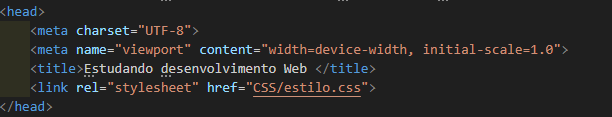 <head>
<meta charset="UTF-8">
<meta name="viewport" content="width=device-width, initial-scale=1.0">
<title>Estudando desenvolvimento Web </title>
<link rel="stylesheet" href="CSS/estilo.css">
</head>